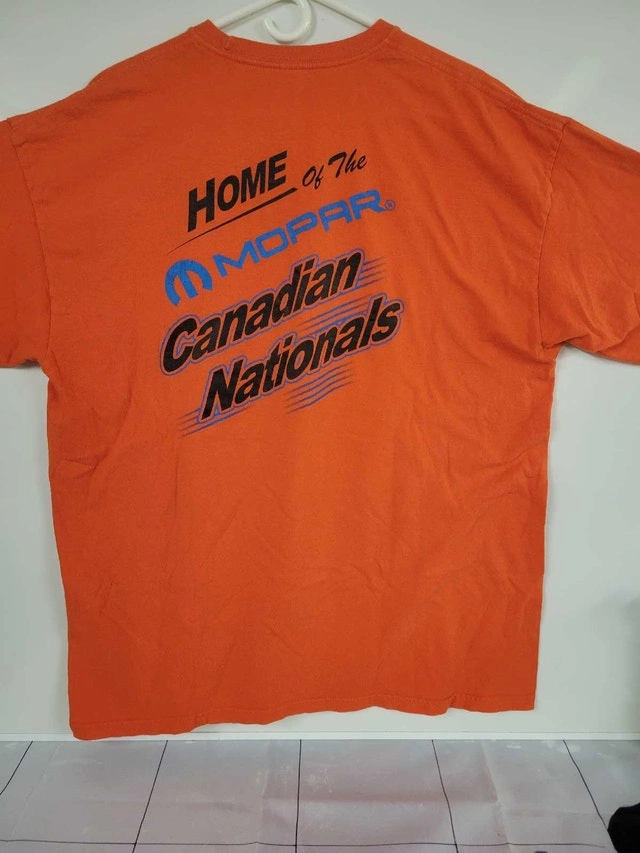 HOME Of The
MOPAR®
Canadian
Nationals